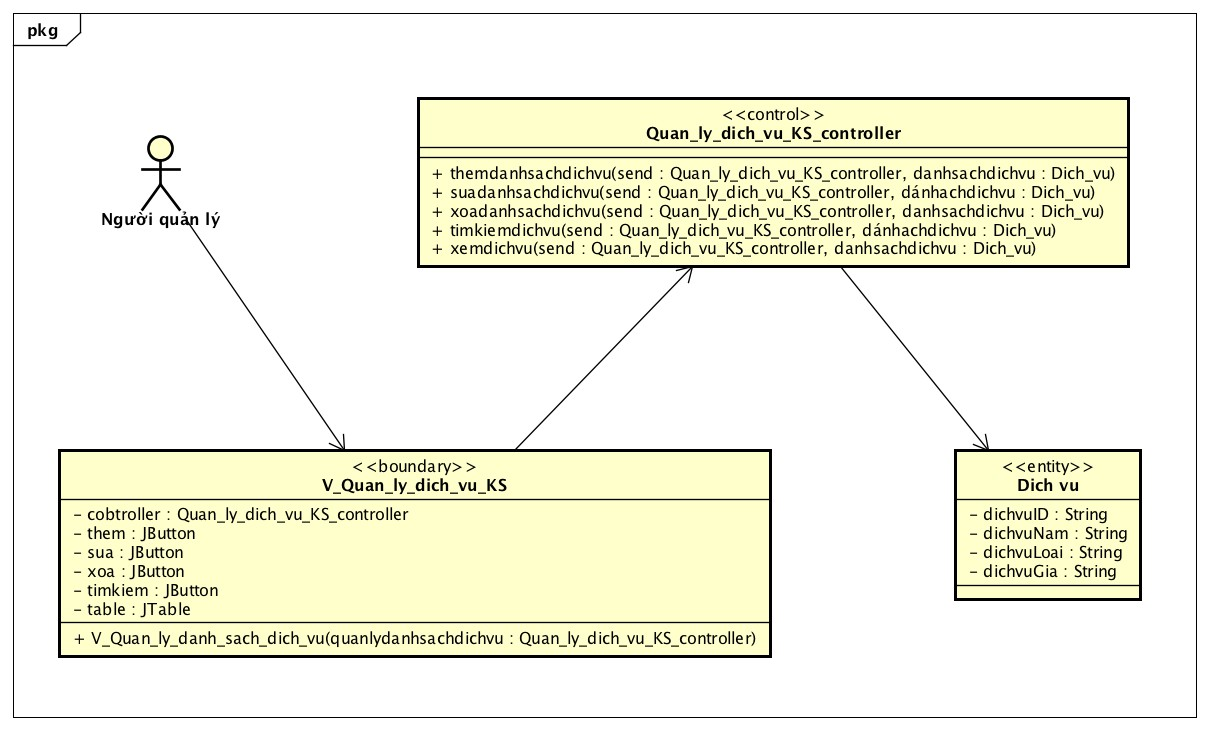 pkg
Người quản lý
<<control>>
Quan_ly_dich_vu_KS_controller
+ themdanhsachdichvu(send : Quan_ly_dich_vu_KS_controller, danhsachdichvu : Dich_vu)
+ suadanhsachdichvu(send : Quan_ly_dich_vu_KS_controller, dánhachdichvu : Dich_vu)
+ xoadanhsachdichvu(send : Quan_ly_dich_vu_KS_controller, danhsachdichvu : Dich_vu)
+ timkiemdichvu(send : Quan_ly_dich_vu_KS_controller, dánhachdichvu : Dich_vu)
+ xemdichvu(send : Quan_ly_dich_vu_KS_controller, danhsachdichvu : Dich_vu)
<<boundary>>
V_Quan_ly_dich_vu_KS
- cobtroller : Quan_ly_dich_vu_KS_controller
- them : JButton
- sua : JButton
- xoa : JButton
- timkiem : JButton
- table : JTable
+ V_Quan_ly_danh_sach_dich_vu(quanlydanhsachdichvu : Quan_ly_dich_vu_KS_controller)
<<entity>>
Dich vu
- dichvuID : String
- dichvuNam : String
- dichvuLoai : String
- dichvuGia : String